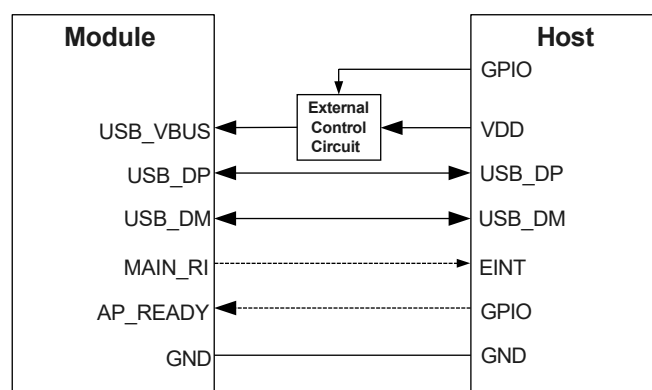 Module
Host
GPIO
External
Control
Circuit
USB_VBUS
VDD
USB_DP
USB_DP
USB_DM
USB_DM
MAIN_RI
EINT
AP_READY
GPIO
GND
GND